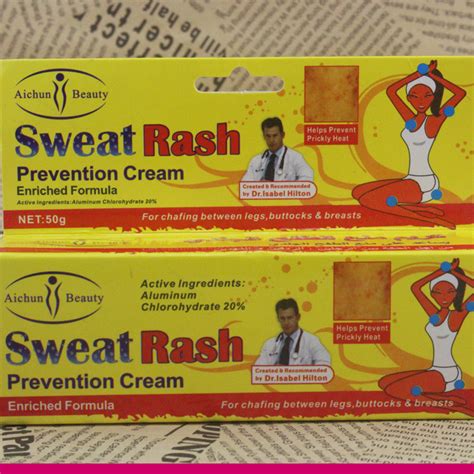 Aichun Beauty
Sweat Rash
Prevention Cream
Enriched Formula
Active Ingredients:Aluminum Chlorohydrate 20%
NET:50g
Helps Prevent
Prickly Heat
Created & Recommended
by Dr.Isabel Hilton
For chafing between legs,buttocks & breasts
Aichun Beauty
Active Ingredients:
Aluminum
Chlorohydrate 20%
Sweat Rash
Prevention Cream
Enriched Formula
Helps Prevent
Prickly Heat
Created & Recommended
by Dr.Isabel Hilton
For chafing between legs,buttocks & breasts